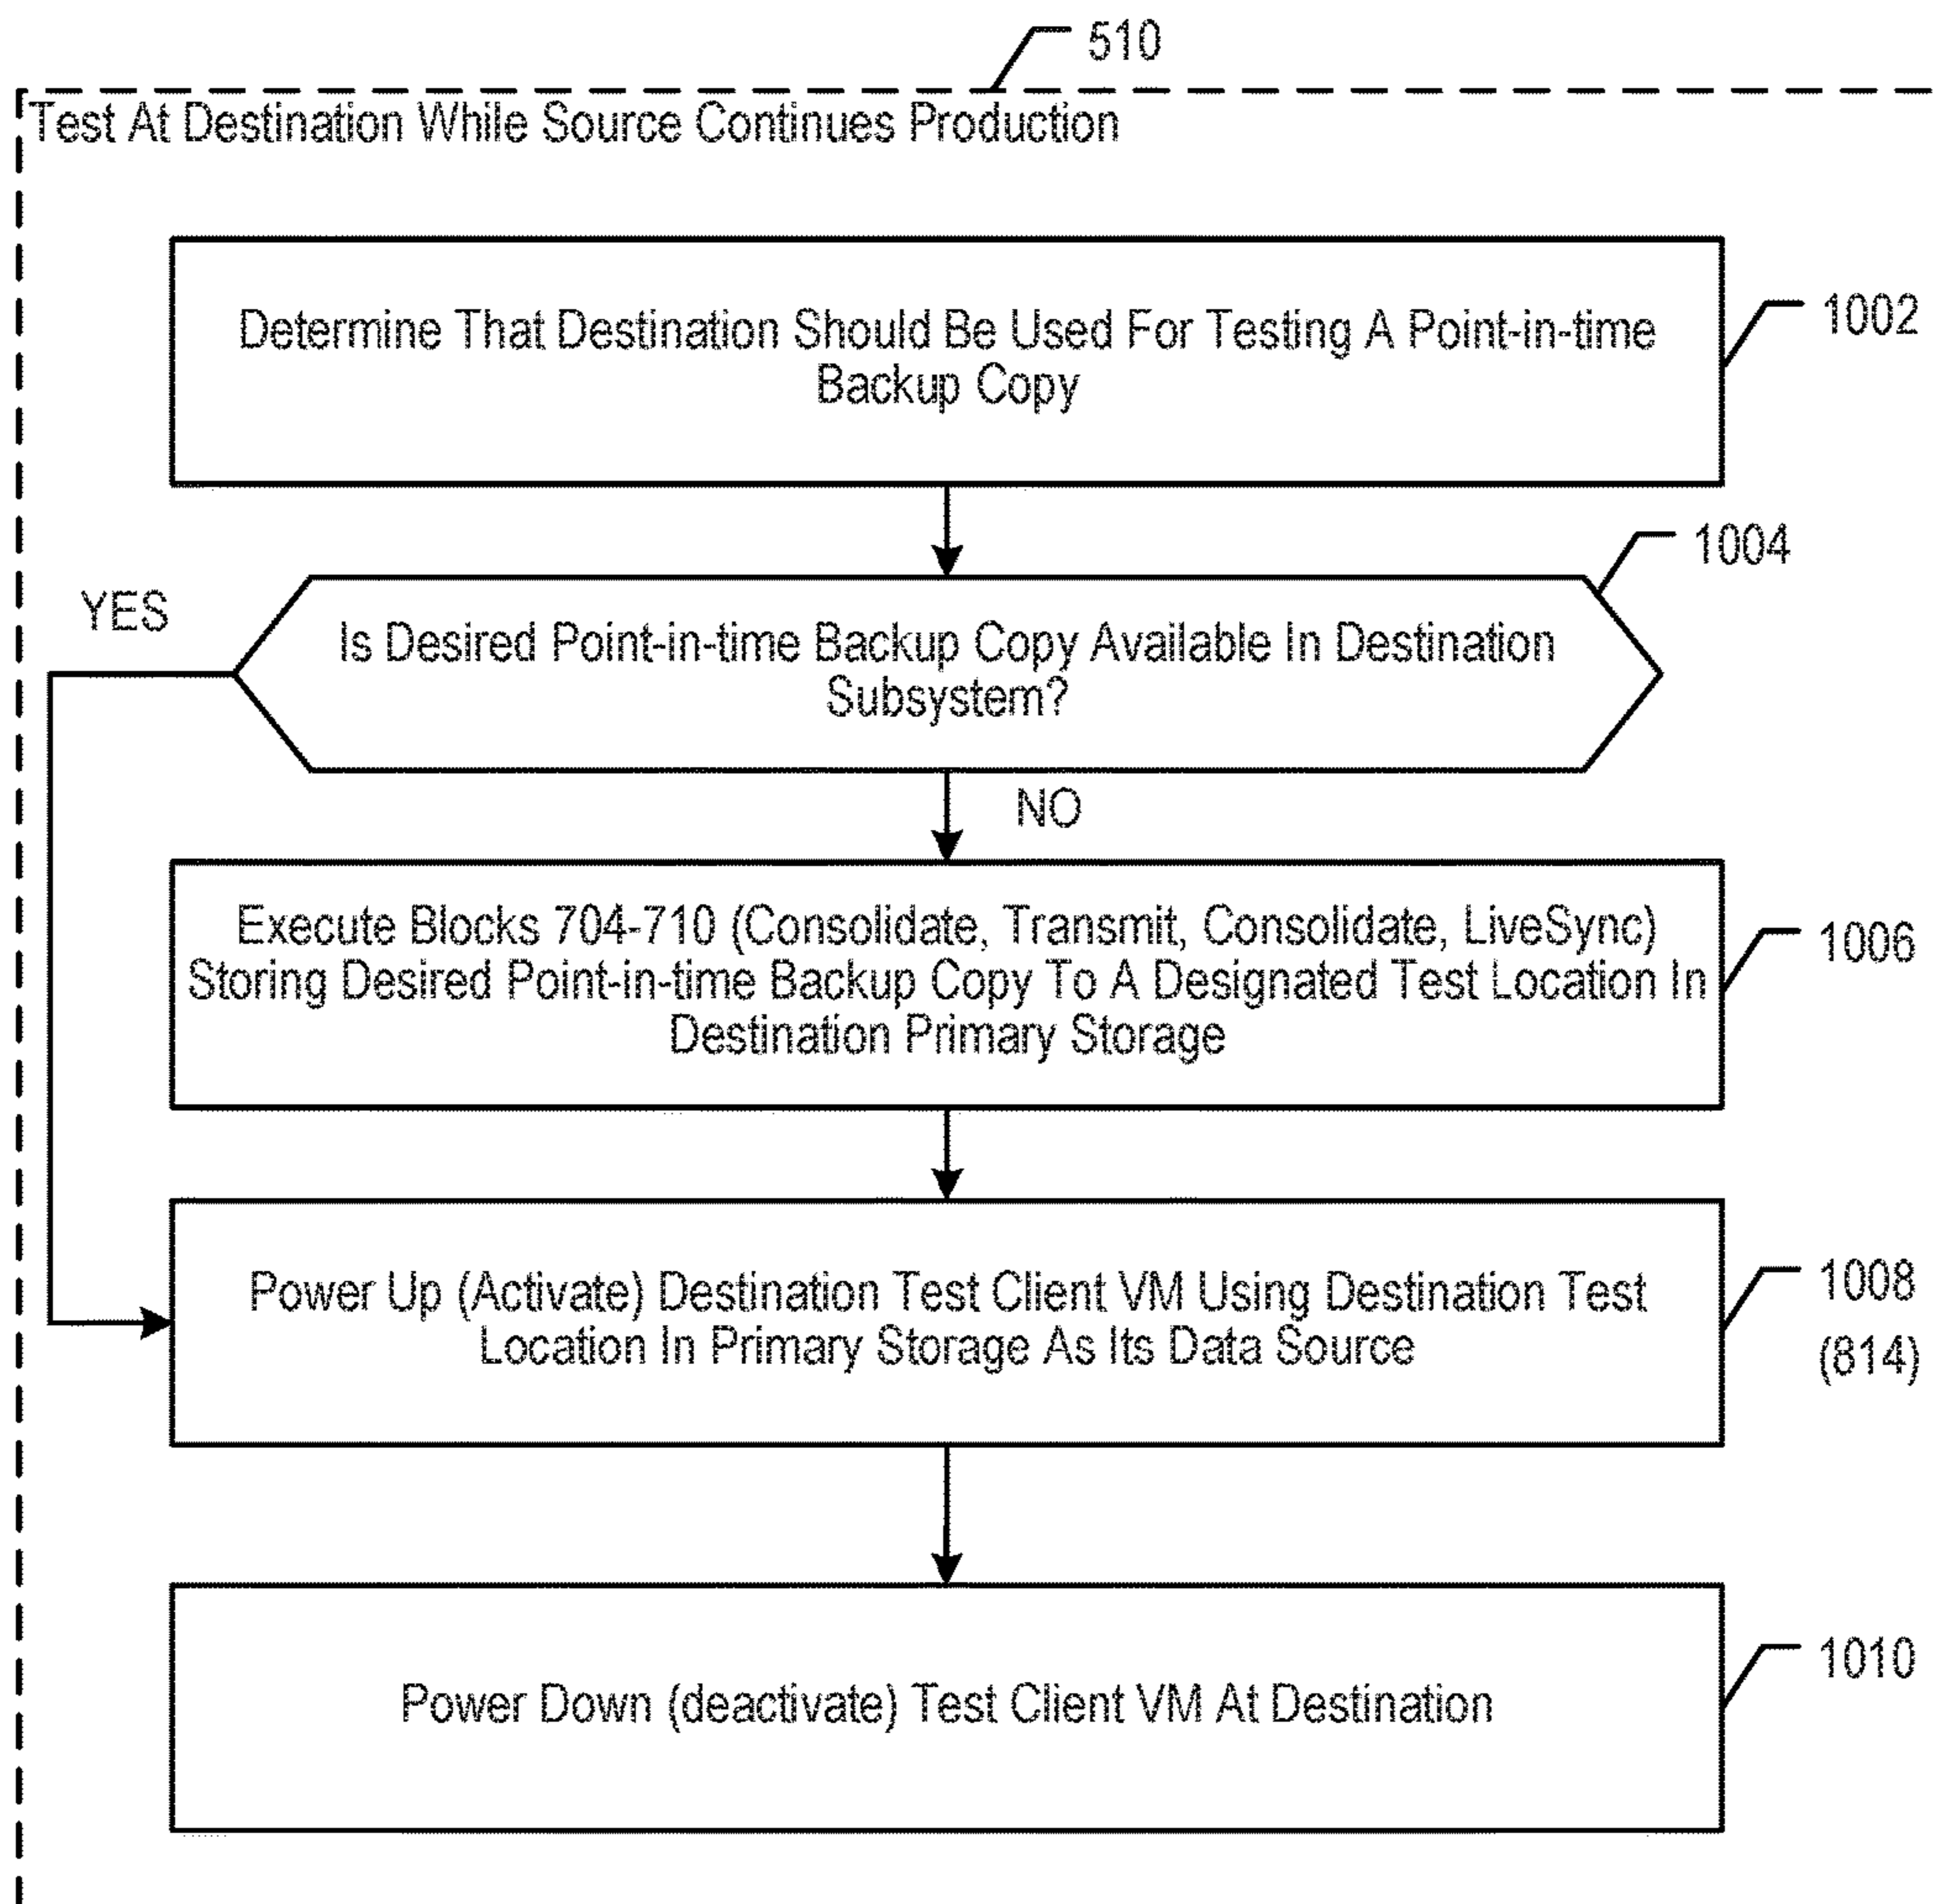 510
Test At Destination While Source Continues Production
Determine That Destination Should Be Used For Testing A Point-in-time
Backup Copy
1002
1004
YES
Is Desired Point-in-time Backup Copy Available In Destination
Subsystem?
NO
Execute Blocks 704-710 (Consolidate, Transmit, Consolidate, LiveSync)
Storing Desired Point-in-time Backup Copy To A Designated Test Location In
Destination Primary Storage
1006
Power Up (Activate) Destination Test Client VM Using Destination Test
Location In Primary Storage As Its Data Source
1008
(814)
Power Down (deactivate) Test Client VM At Destination
1010